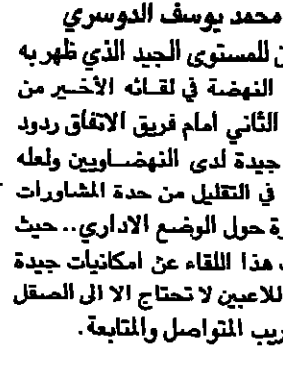 محمد يوسف الدوسري
للمستوى الجيد الذي ظهر به
النهضة في لقائه الأخير من
الثاني أمام فريق الاتفاق ردود
جيدة لدى النهضاويين ولعله
في التقليل من حدة المشاورات
حول الوضع الاداري.. حيث
هذا اللقاء عن امكانيات جيدة
للاعبين لا تحتاج الا الى الصقل
المتواصل والمتابعة.